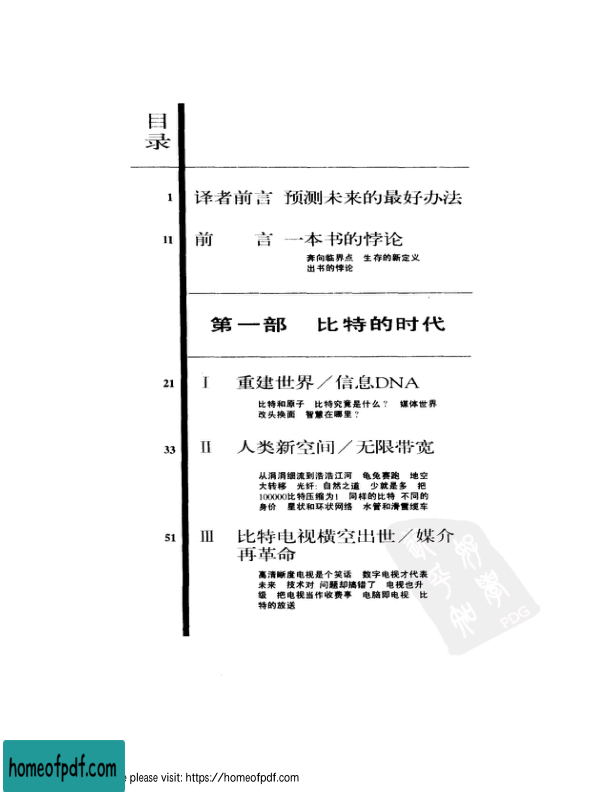 目
录
1 译者前言 预测未来的最好办法
11 前 言 一本书的悖论
奔向临界点 生存的新定义
出书的悖论
第一部 比特的时代
21 Ⅰ 重建世界／信息DNA
比特和原子 比特究竟是什么？ 媒体世界
改头换面 智慧在哪里？
33 Ⅱ 人类新空间／无限带宽
从涓涓细流到浩浩江河 龟兔赛跑 地空
大转移 光纤: 自然之道 少就是多 把
100000比特压缩为1 同样的比特 不同的
身价 星状和环状网络 水管和滑雪缆车
51 Ⅲ 比特电视横空出世／媒介
再革命
高清晰度电视是个笑话 数字电视才代表
未来 技术对 问题却搞错了 电视也升
级 把电视当作收费亭 电脑即电视 比
特的放送
PDG
homeofpdf.com
e please visit: https://homeofpdf.com